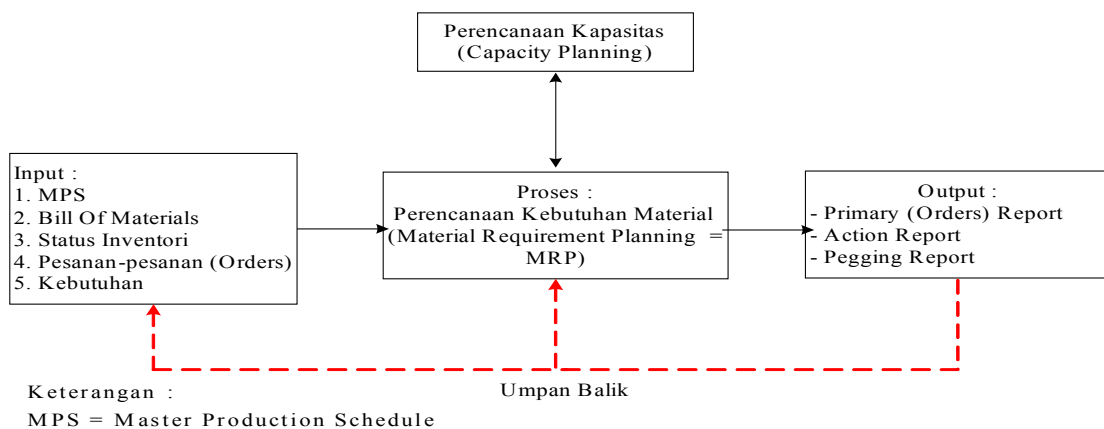 Perencanaan Kapasitas
(Capacity Planning)
Input :
1. MPS
2. Bill Of Materials
3. Status Inventori
4. Pesanan-pesanan (Orders)
5. Kebutuhan
Proses :
Perencanaan Kebutuhan Material
(Material Requirement Planning =
MRP)
Output :
- Primary (Orders) Report
- Action Report
- Pegging Report
Umpan Balik
Keterangan :
MPS = Master Production Schedule